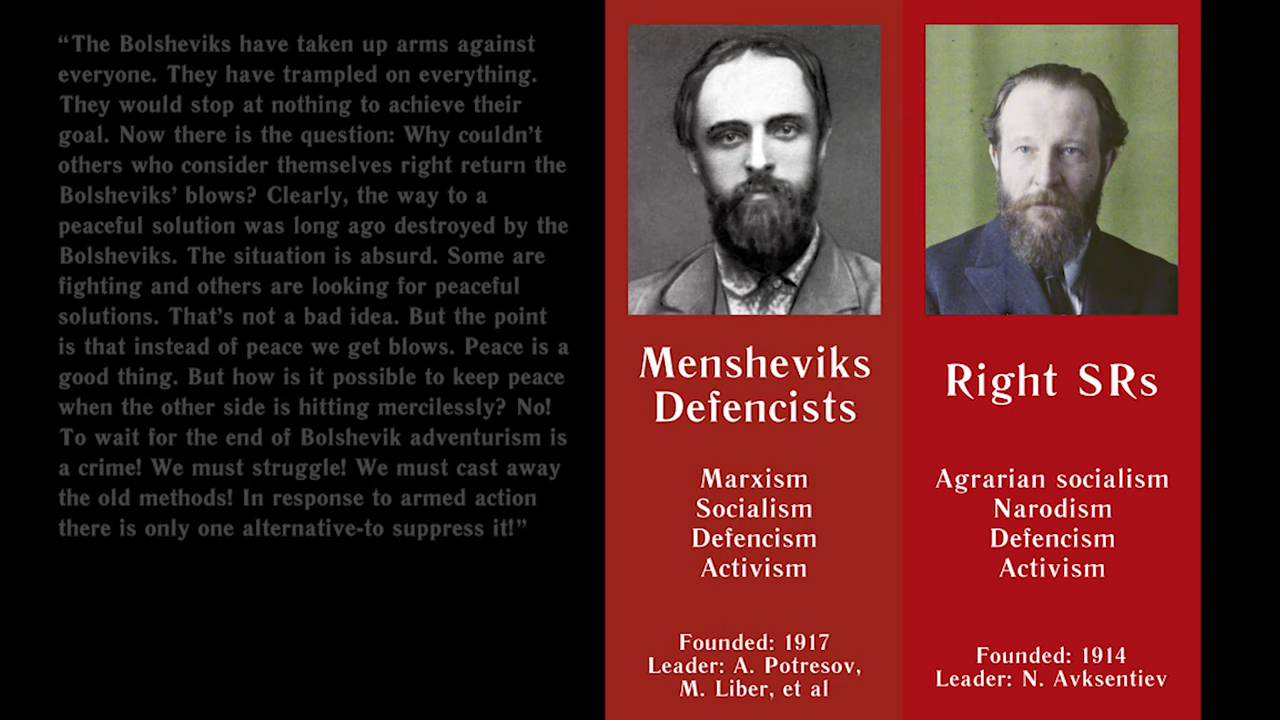 “The Bolsheviks have taken up arms against
everyone. They have trampled on everything.
They would stop at nothing to achieve their
goal. Now there is the question: Why couldn’t
others who consider themselves right return the
Bolsheviks’ blows? Clearly, the way to a
peaceful solution was long ago destroyed by the
Bolsheviks. The situation is absurd. Some are
fighting and others are looking for peaceful
solutions. That’s not a bad idea. But the point
is that instead of peace we get blows. Peace is a
good thing. But how is it possible to keep peace
when the other side is hitting mercilessly? No!
To wait for the end of Bolshevik adventurism is
a crime! We must struggle! We must cast away
the old methods! In response to armed action
there is only one alternative-to suppress it!”
Mensheviks
Defencists
Marxism
Socialism
Defencism
Activism
Founded: 1917
Leader: A. Potresov,
M. Liber, et al
Right SRs
Agrarian socialism
Narodism
Defencism
Activism
Founded: 1914
Leader: N. Avksentiev